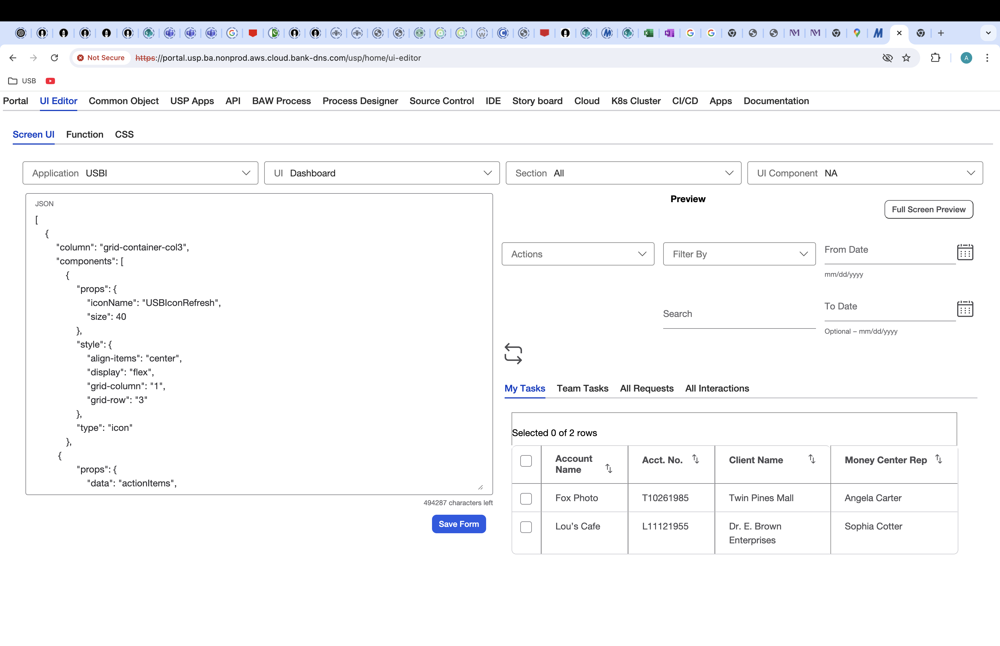 Not Secure https://portal.usp.ba.nonprod.aws.cloud.bank-dns.com/usp/home/ui-editor A
USB
Portal UI Editor Common Object USP Apps API BAW Process Process Designer Source Control IDE Story board Cloud K8s Cluster CI/CD Apps Documentation
Screen UI Function CSS
Application USBI
UI Dashboard
Section All
UI Component NA
JSON
[
{
"column": "grid-container-col3",
"components": [
{
"props": {
"iconName": "USBIconRefresh",
"size": 40
},
"style": {
"align-items": "center",
"display": "flex",
"grid-column": "1",
"grid-row": "3"
},
"type": "icon"
},
{
"props": {
"data": "actionItems",
494287 characters left
Save Form
Preview
Full Screen Preview
Actions
Filter By
From Date
mm/dd/yyyy
Search
To Date
Optional – mm/dd/yyyy
My Tasks Team Tasks All Requests All Interactions
Selected 0 of 2 rows
Account Name Acct. No. Client Name Money Center Rep
Fox Photo T10261985 Twin Pines Mall Angela Carter
Lou’s Cafe L11121955 Dr. E. Brown Enterprises Sophia Cotter